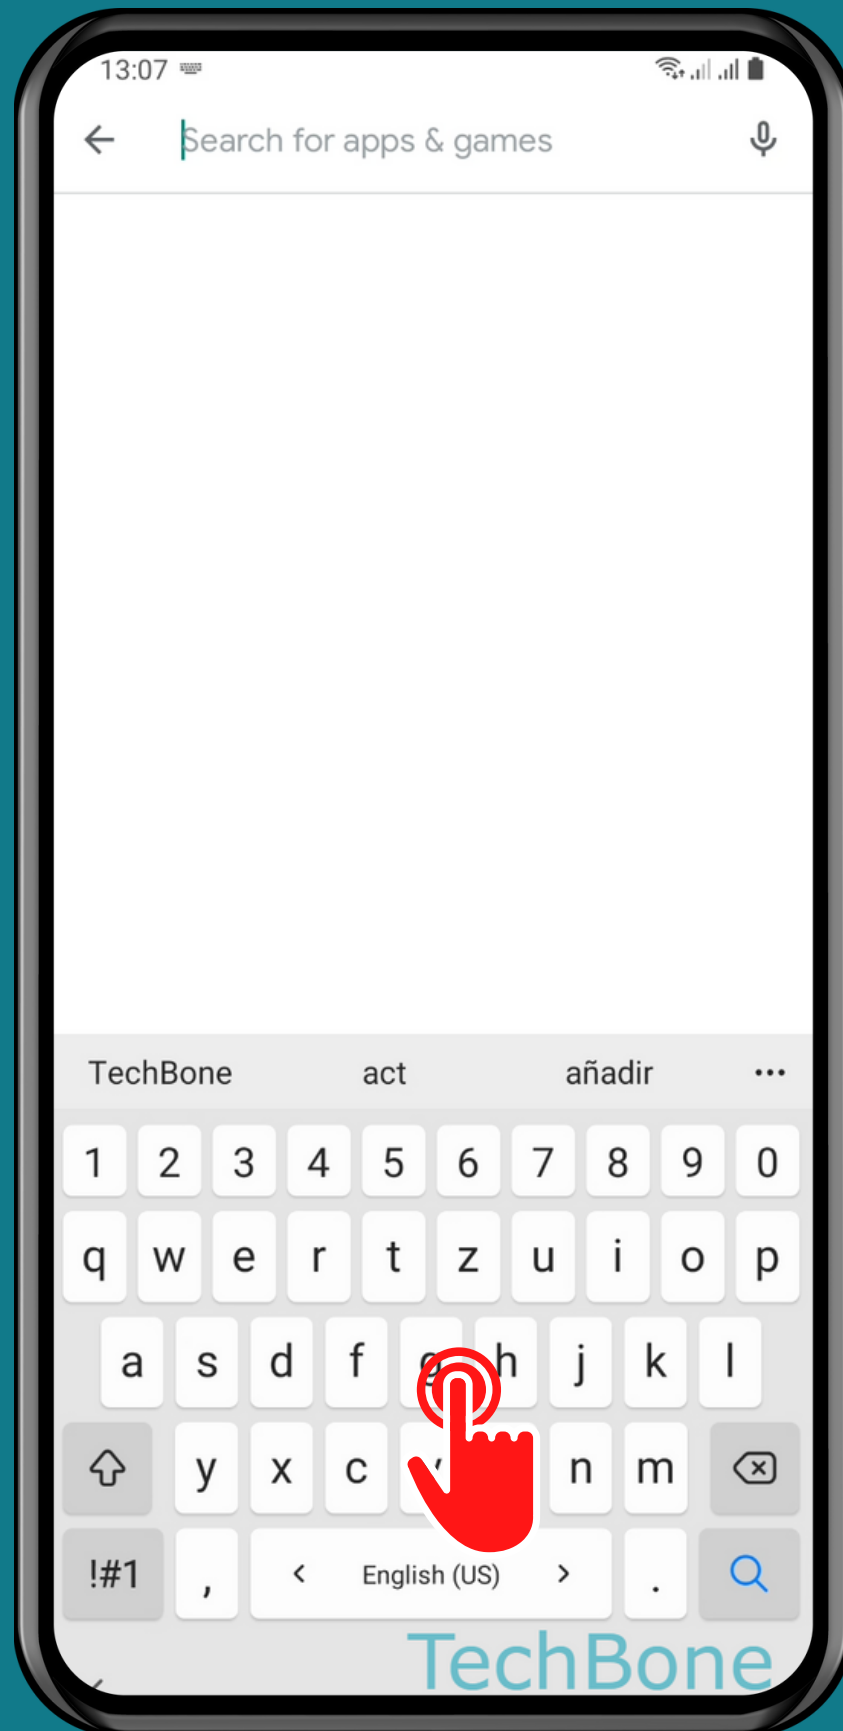 13:07
Search for apps & games
TechBone act añadir ...
1 2 3 4 5 6 7 8 9 0
q w e r t z u i o p
a s d f g h j k l
y x c v n m
!#1 , < English (US) > .
TechBone